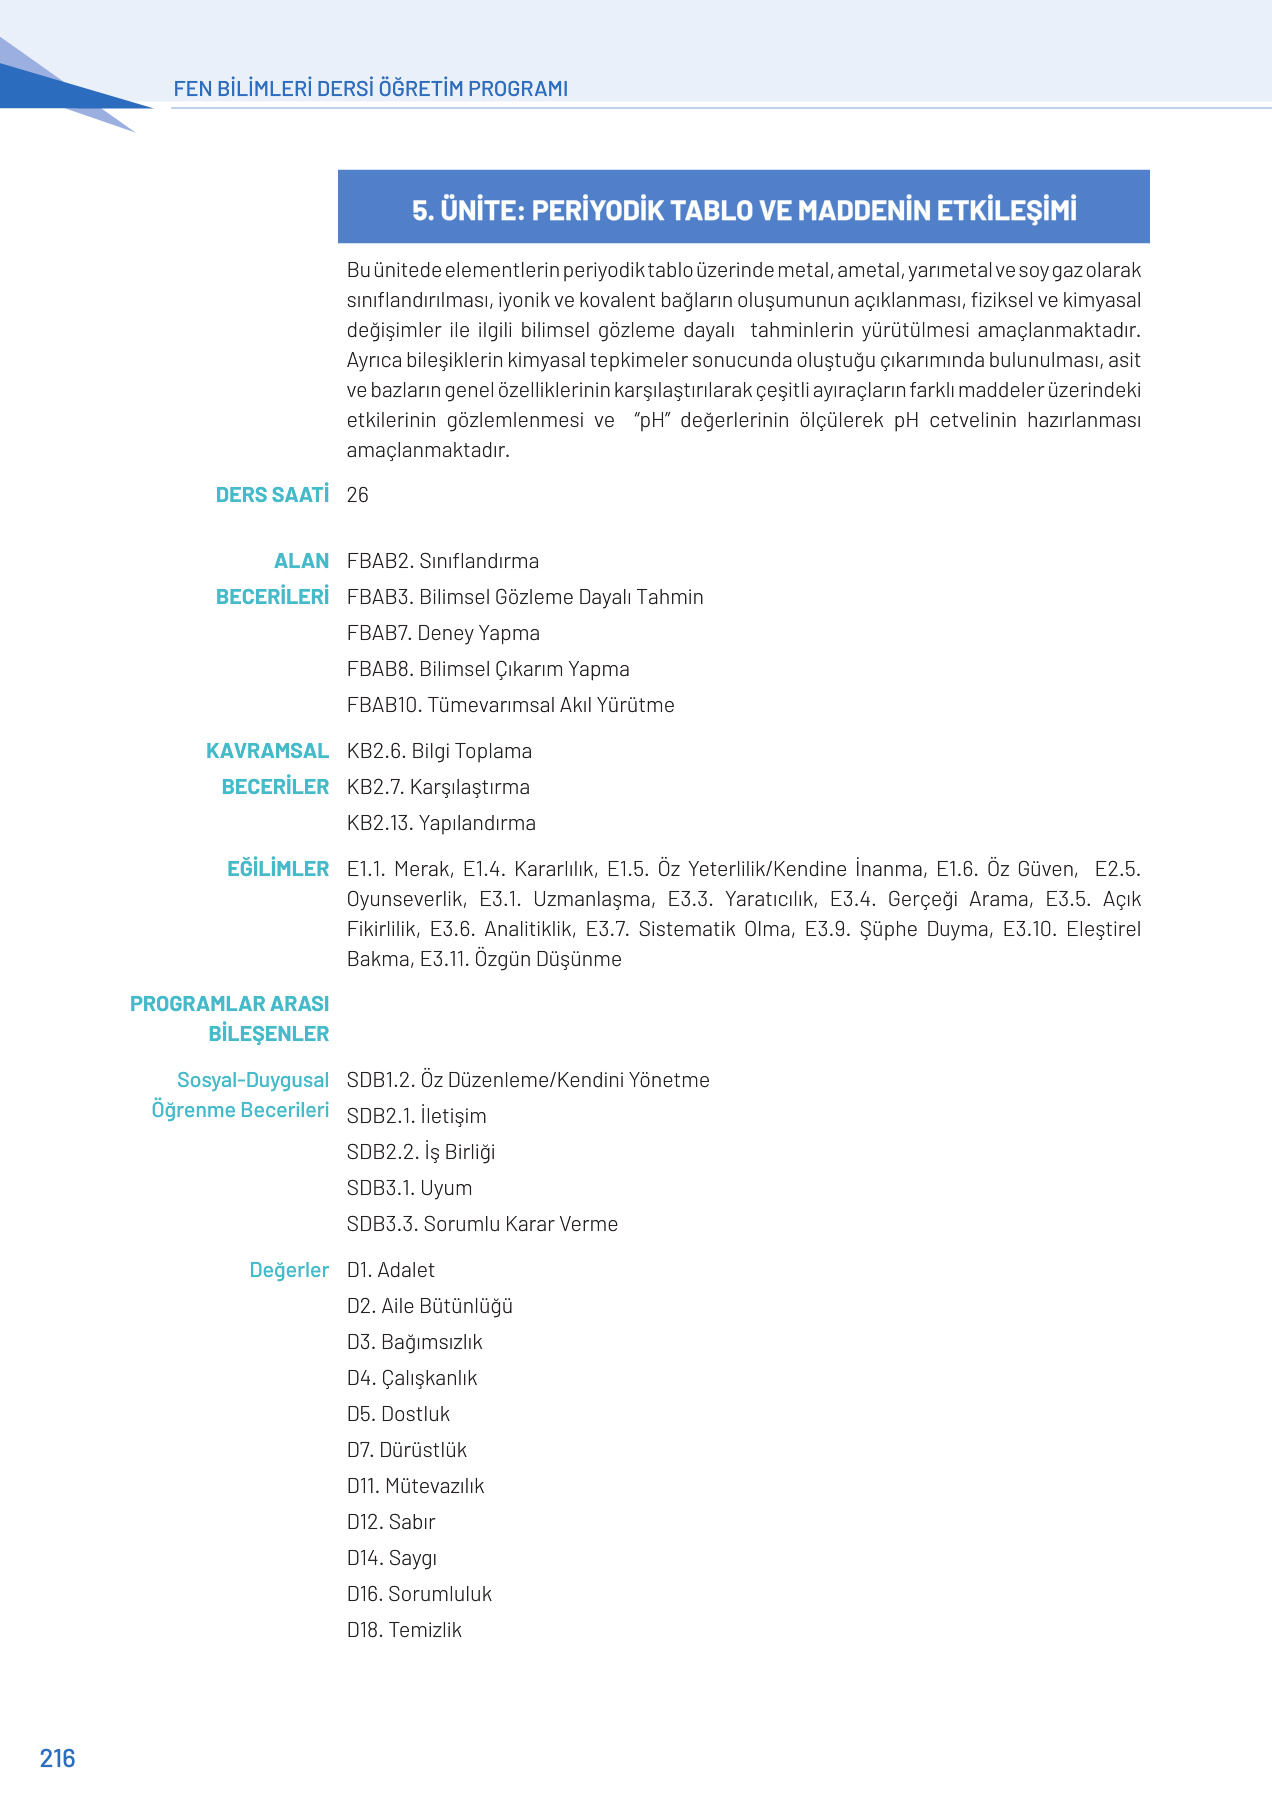 FEN BİLİMLERİ DERSİ ÖĞRETİM PROGRAMI
5. ÜNİTE: PERİYODİK TABLO VE MADDENİN ETKİLEŞİMİ
Bu ünitede elementlerin periyodik tablo üzerinde metal, ametal, yarımetal ve soy gaz olarak
sınıflandırılması, iyonik ve kovalent bağların oluşumunun açıklanması, fiziksel ve kimyasal
değişimler ile ilgili bilimsel gözleme dayalı tahminlerin yürütülmesi amaçlanmaktadır.
Ayrıca bileşiklerin kimyasal tepkimeler sonucunda oluştuğu çıkarımında bulunulması, asit
ve bazların genel özelliklerinin karşılaştırılarak çeşitli ayıraçların farklı maddeler üzerindeki
etkilerinin gözlemlenmesi ve “pH” değerlerinin ölçülerek pH cetvelinin hazırlanması
amaçlanmaktadır.
DERS SAATİ 26
ALAN FBAB2. Sınıflandırma
BECERİLERİ FBAB3. Bilimsel Gözleme Dayalı Tahmin
FBAB7. Deney Yapma
FBAB8. Bilimsel Çıkarım Yapma
FBAB10. Tümevarımsal Akıl Yürütme
KAVRAMSAL KB2.6. Bilgi Toplama
BECERİLER KB2.7. Karşılaştırma
KB2.13. Yapılandırma
EĞİLİMLER E1.1. Merak, E1.4. Kararlılık, E1.5. Öz Yeterlilik/Kendine İnanma, E1.6. Öz Güven, E2.5.
Oyunseverlik, E3.1. Uzmanlaşma, E3.3. Yaratıcılık, E3.4. Gerçeği Arama, E3.5. Açık
Fikirlilik, E3.6. Analitiklik, E3.7. Sistematik Olma, E3.9. Şüphe Duyma, E3.10. Eleştirel
Bakma, E3.11. Özgün Düşünme
PROGRAMLAR ARASI
BİLEŞENLER
Sosyal-Duygusal SDB1.2. Öz Düzenleme/Kendini Yönetme
Öğrenme Becerileri SDB2.1. İletişim
SDB2.2. İş Birliği
SDB3.1. Uyum
SDB3.3. Sorumlu Karar Verme
Değerler D1. Adalet
D2. Aile Bütünlüğü
D3. Bağımsızlık
D4. Çalışkanlık
D5. Dostluk
D7. Dürüstlük
D11. Mütevazılık
D12. Sabır
D14. Saygı
D16. Sorumluluk
D18. Temizlik
216